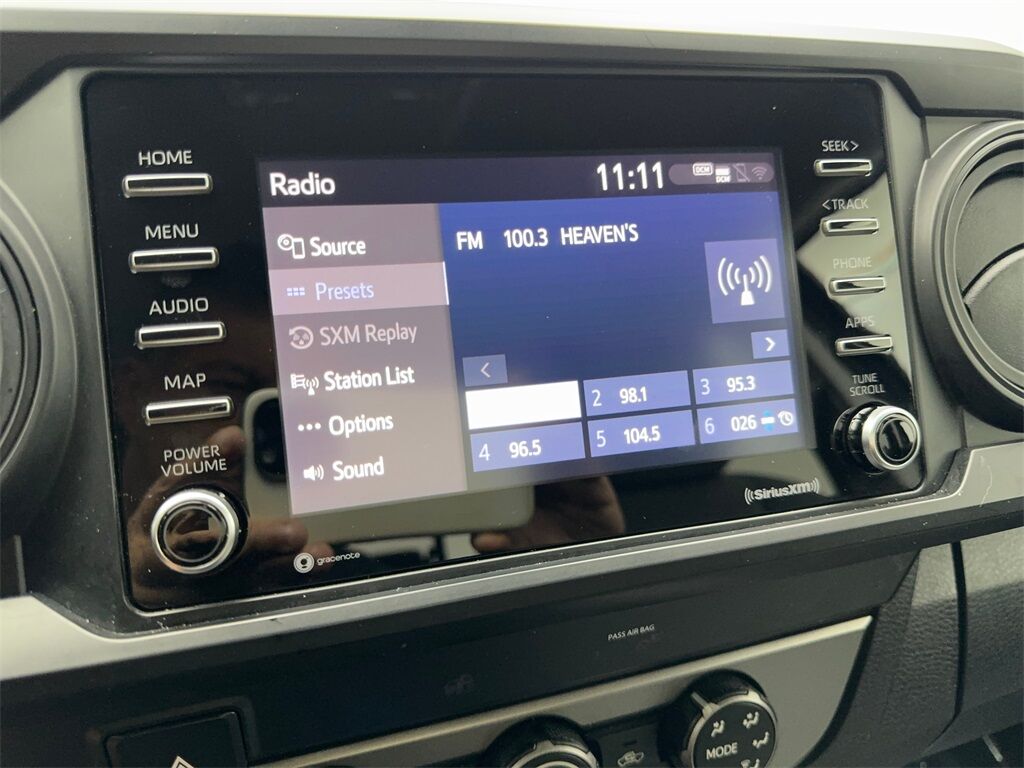 HOME
MENU
AUDIO
MAP
POWER
VOLUME
Radio
11:11
DCM
DCM
Source
Presets
SXM Replay
Station List
Options
Sound
FM 100.3 HEAVEN'S
<
>
2 98.1
3 95.3
4 96.5
5 104.5
6 026
SEEK >
< TRACK
PHONE
APPS
TUNE
SCROLL
SiriusXM
gracenote
PASS AIR BAG
MODE